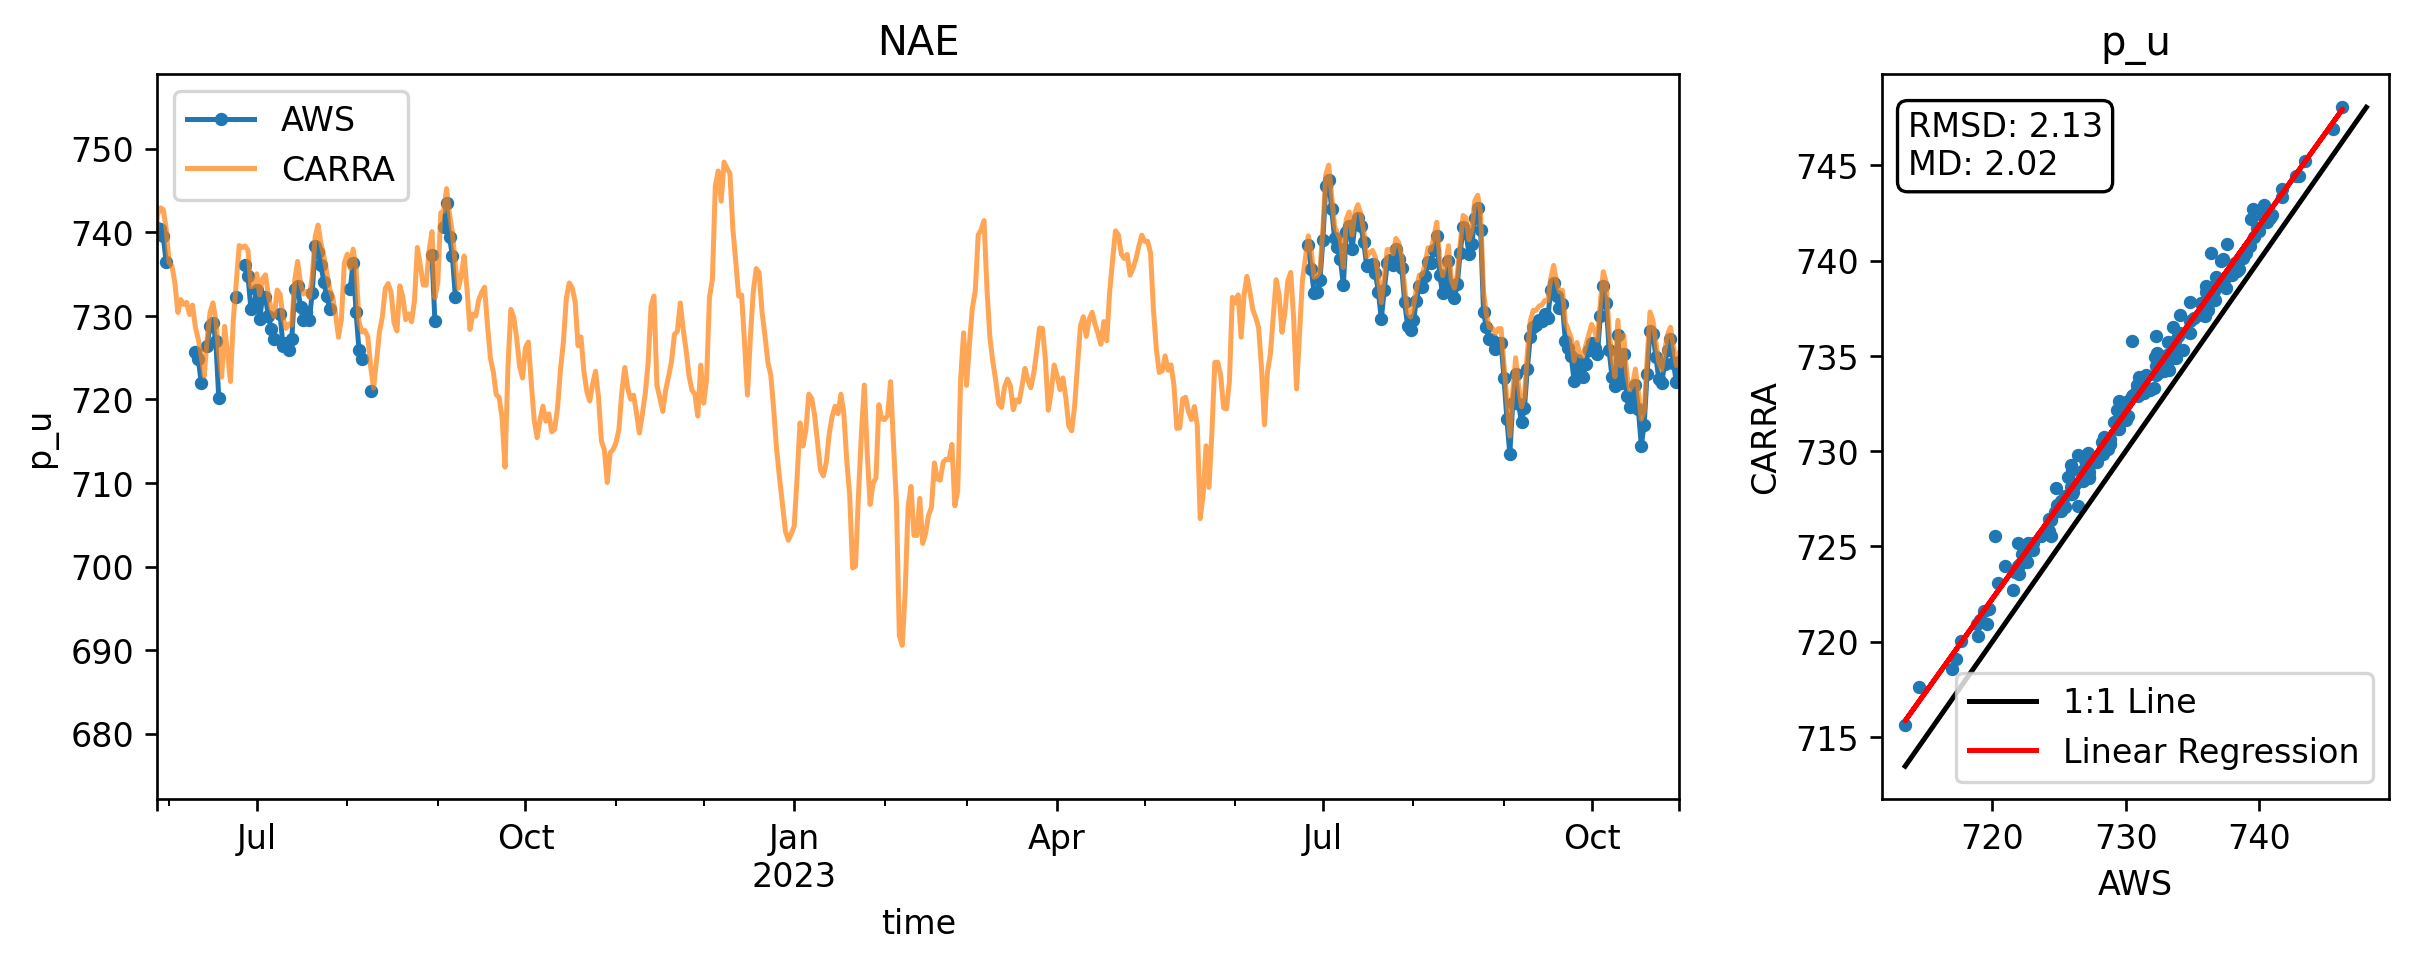 NAE
AWS
CARRA
750
740
730
720
710
700
690
680
p_u
Jul
Oct
Jan
2023
Apr
Jul
Oct
time
p_u
RMSD: 2.13
MD: 2.02
745
740
735
730
725
720
715
CARRA
1:1 Line
Linear Regression
720
730
740
AWS